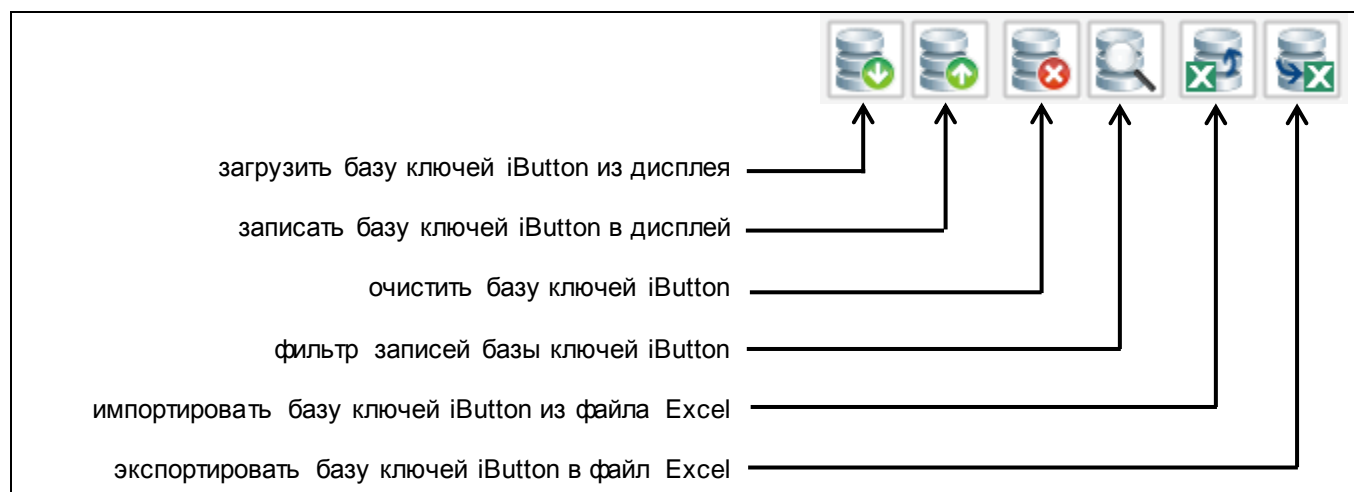 загрузить базу ключей iButton из дисплея
записать базу ключей iButton в дисплей
очистить базу ключей iButton
фильтр записей базы ключей iButton
импортировать базу ключей iButton из файла Excel
экспортировать базу ключей iButton в файл Excel